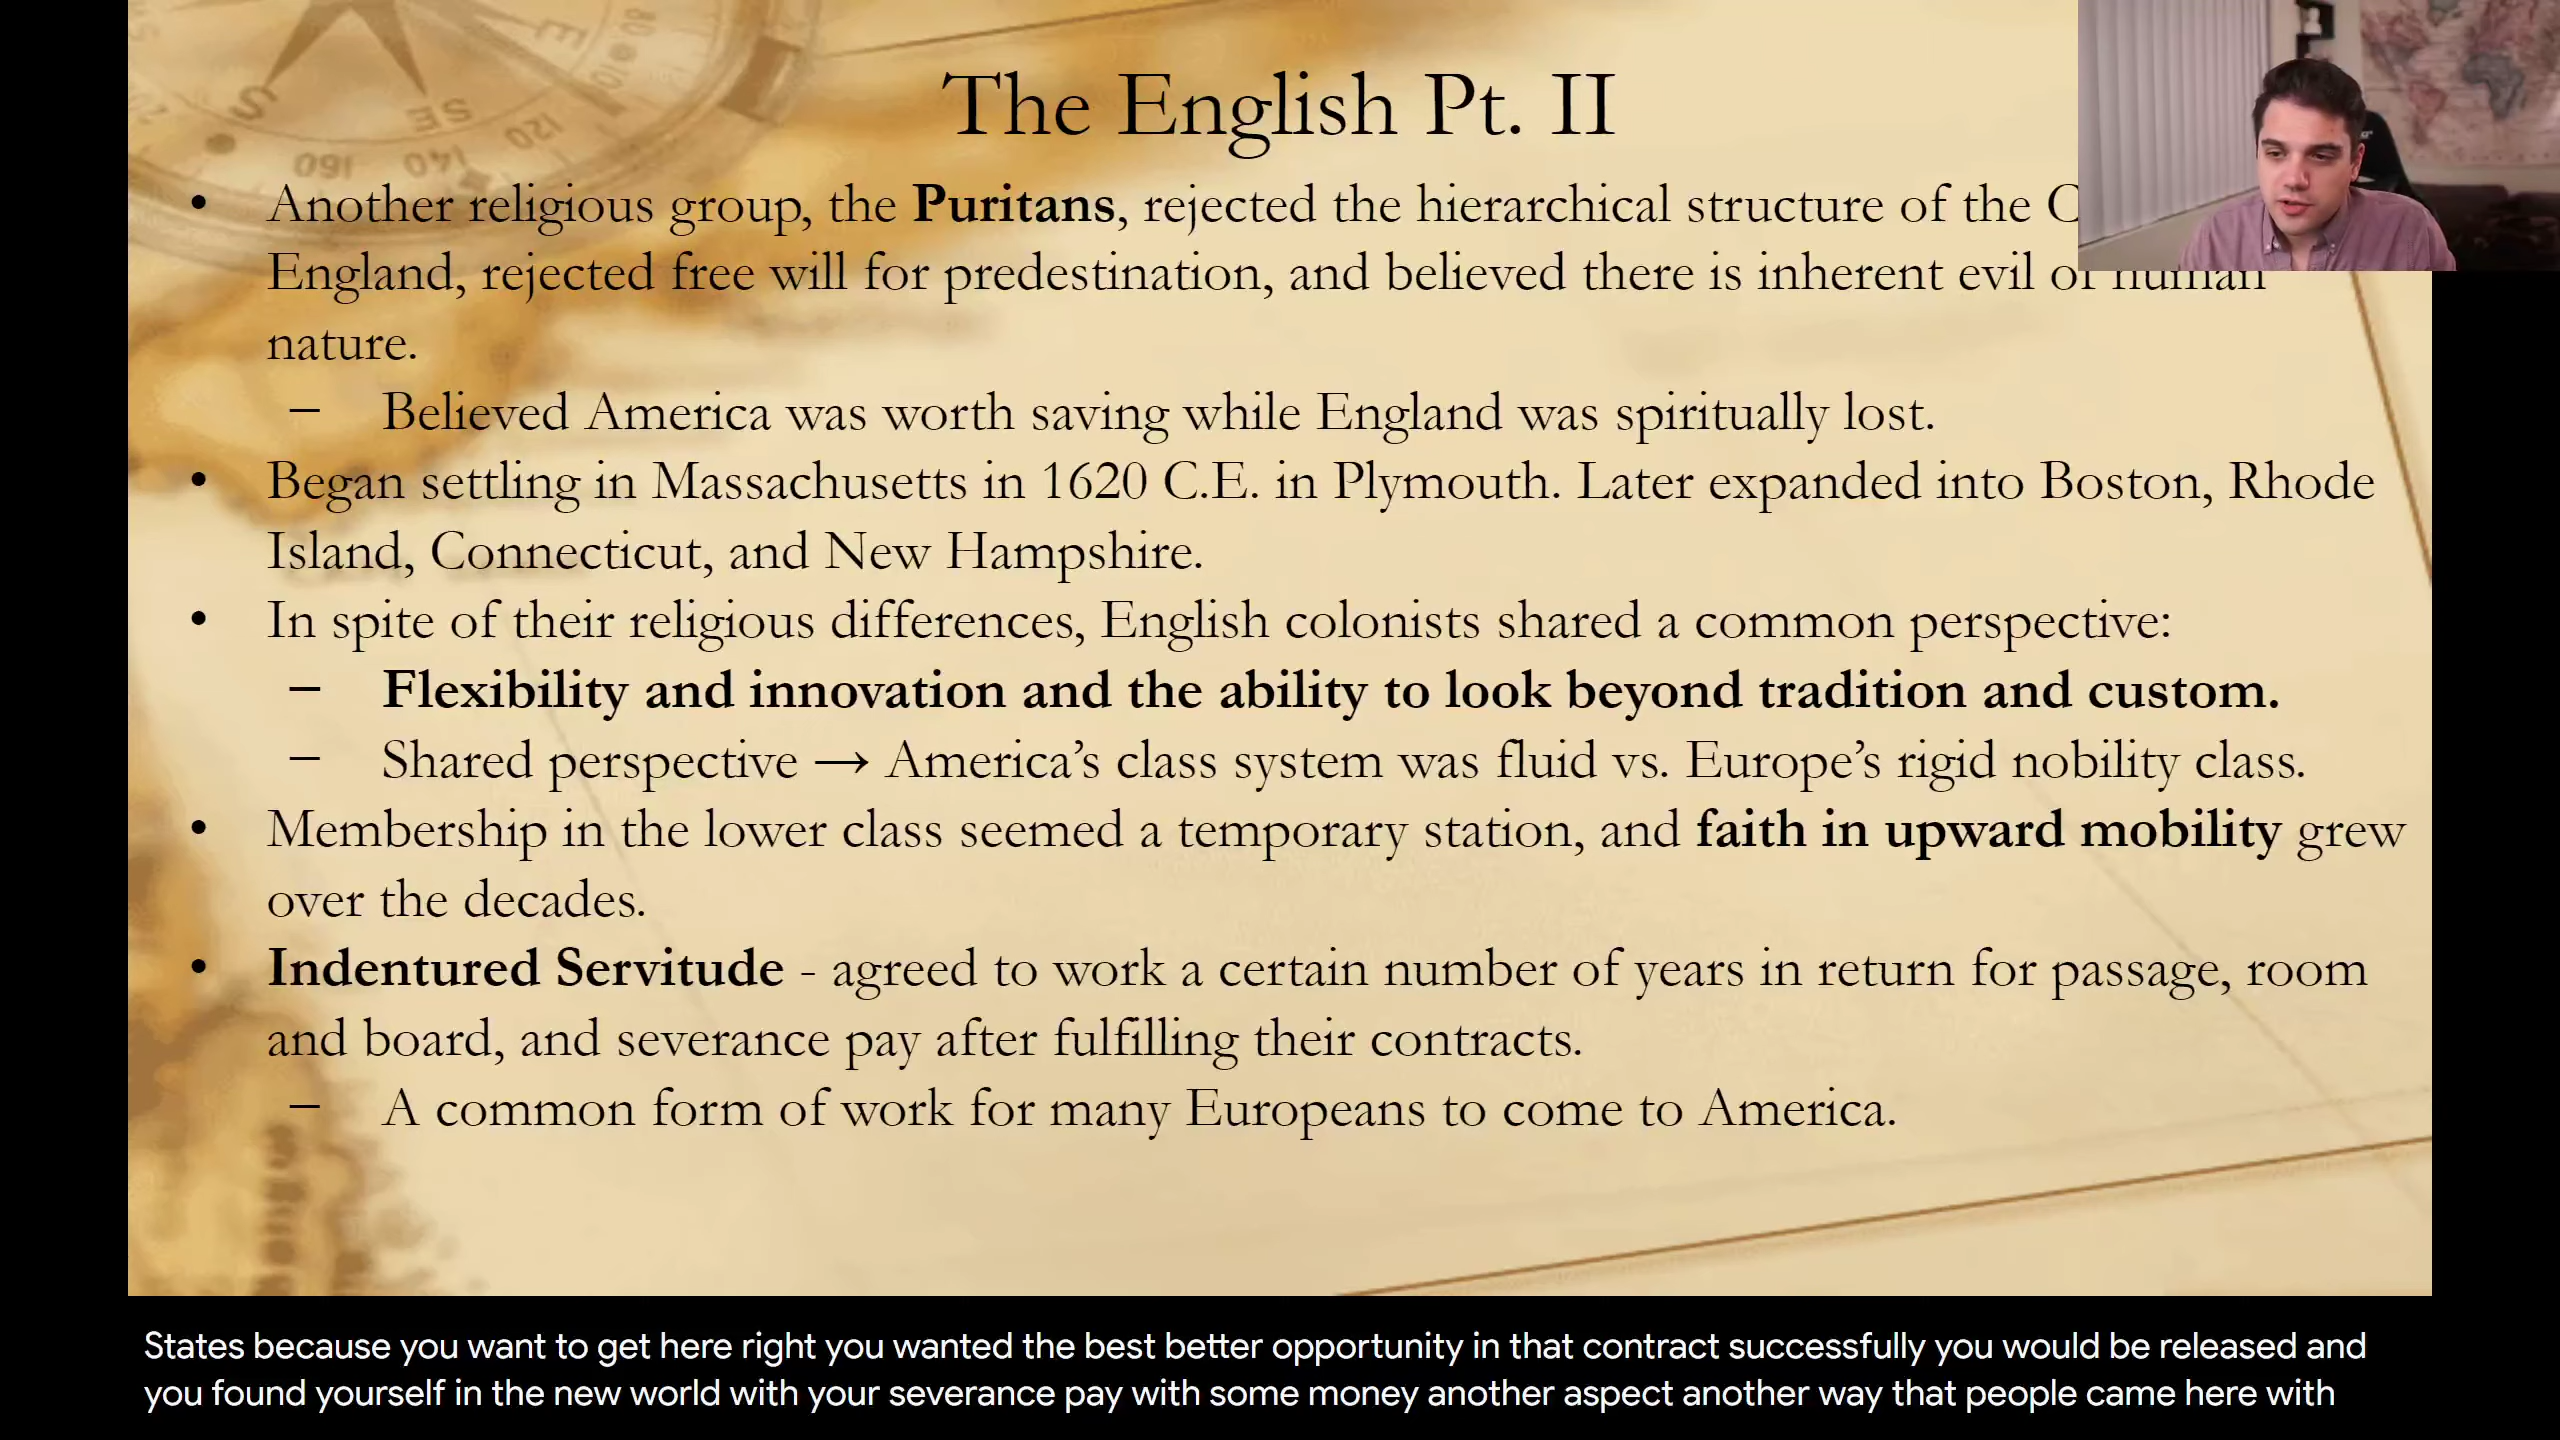 The English Pt. II
• Another religious group, the Puritans, rejected the hierarchical structure of the
England, rejected free will for predestination, and believed there is inherent evil of human
nature.
– Believed America was worth saving while England was spiritually lost.
• Began settling in Massachusetts in 1620 C.E. in Plymouth. Later expanded into Boston, Rhode
Island, Connecticut, and New Hampshire.
• In spite of their religious differences, English colonists shared a common perspective:
– Flexibility and innovation and the ability to look beyond tradition and custom.
– Shared perspective → America’s class system was fluid vs. Europe’s rigid nobility class.
• Membership in the lower class seemed a temporary station, and faith in upward mobility grew
over the decades.
• Indentured Servitude - agreed to work a certain number of years in return for passage, room
and board, and severance pay after fulfilling their contracts.
– A common form of work for many Europeans to come to America.
States because you want to get here right you wanted the best better opportunity in that contract successfully you would be released and
you found yourself in the new world with your severance pay with some money another aspect another way that people came here with
S
SE
E
120
140
160